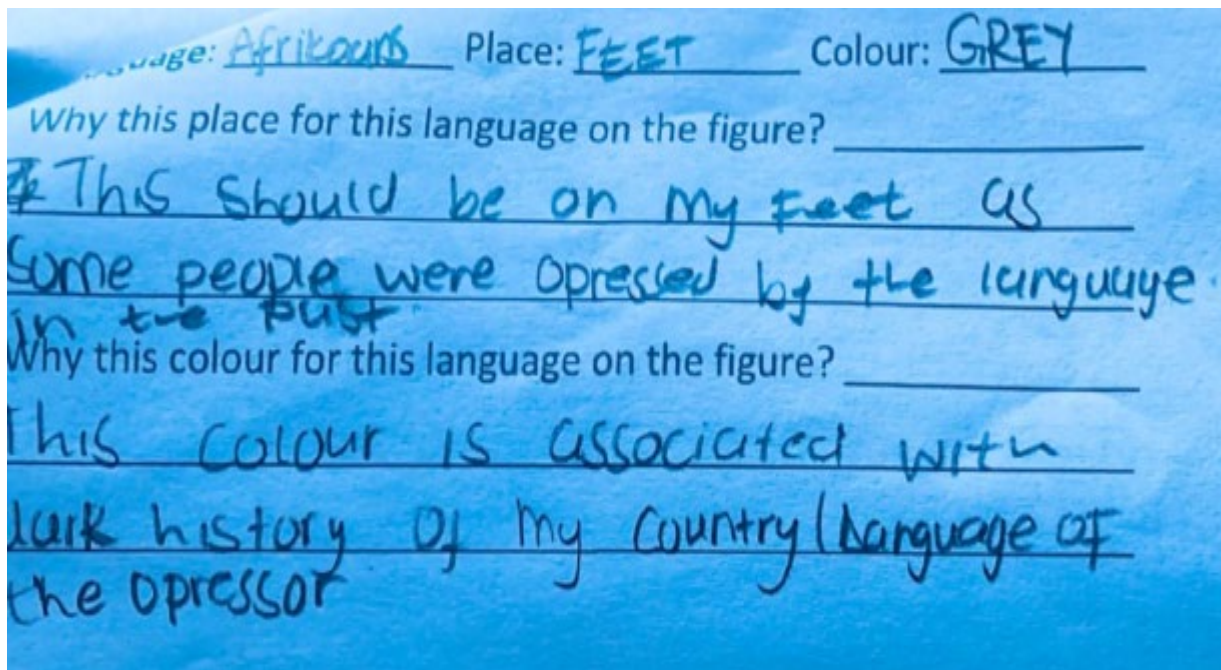 guage: Afrikaans Place: FEET Colour: GREY
Why this place for this language on the figure?
This should be on my Feet as
some people were opressed by the language
in the past.
Why this colour for this language on the figure?
This colour is associated with
dark history of my country (Language of
the opressor